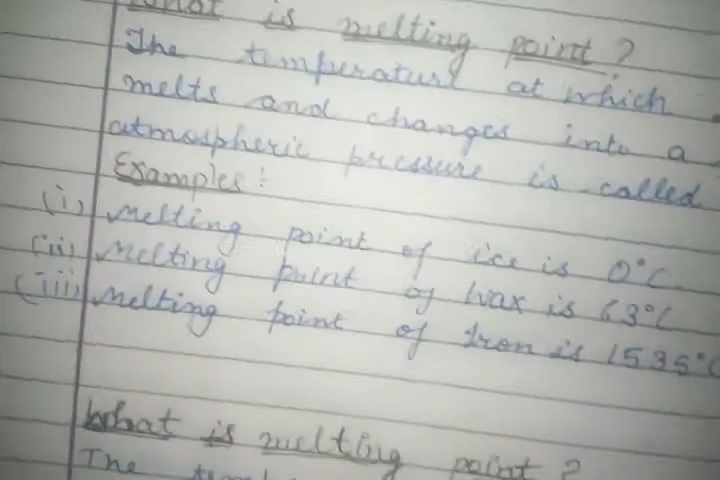 What is melting point?
The temperature at which
melts and changes into a
atmospheric pressure is called
Examples:
(i) Melting point of ice is 0°C
(ii) Melting point of Wax is 63°C
(iii) Melting point of Iron is 1535°C
What is melting point?
The